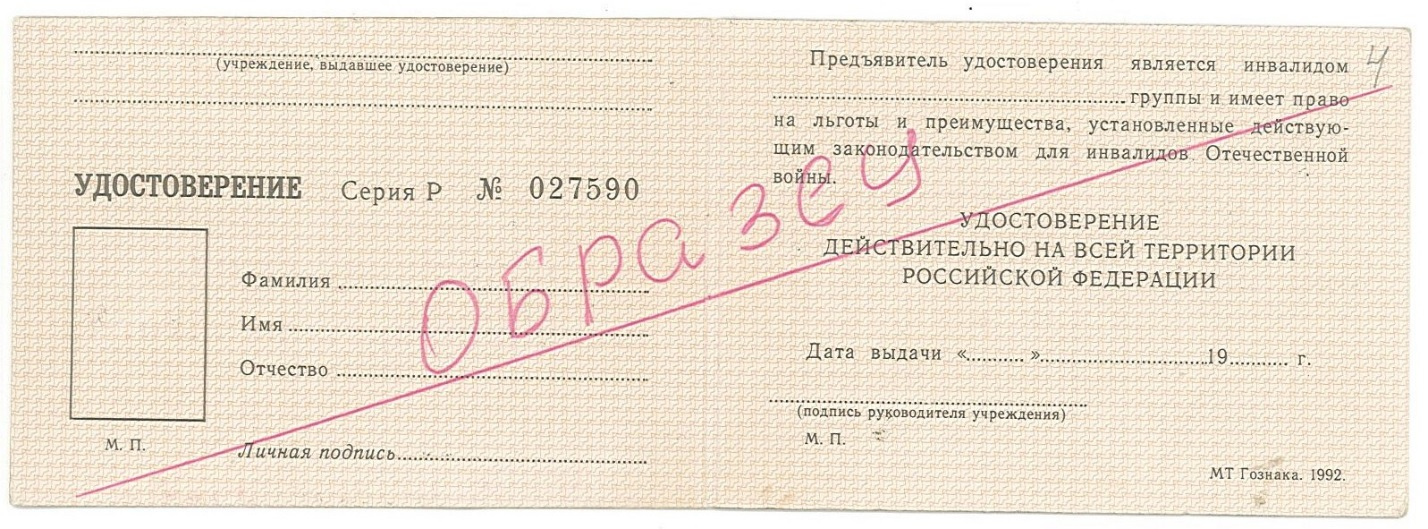 (учреждение, выдавшее удостоверение)
УДОСТОВЕРЕНИЕ Серия Р № 027590
Фамилия
Имя
Отчество
М. П.
Личная подпись
Образец
Предъявитель удостоверения является инвалидом
группы и имеет право
на льготы и преимущества, установленные действую-
щим законодательством для инвалидов Отечественной
войны.
УДОСТОВЕРЕНИЕ
ДЕЙСТВИТЕЛЬНО НА ВСЕЙ ТЕРРИТОРИИ
РОССИЙСКОЙ ФЕДЕРАЦИИ
Дата выдачи «.......... »..............................19.......... г.
(подпись руководителя учреждения)
М. П.
МТ Гознака. 1992.
4